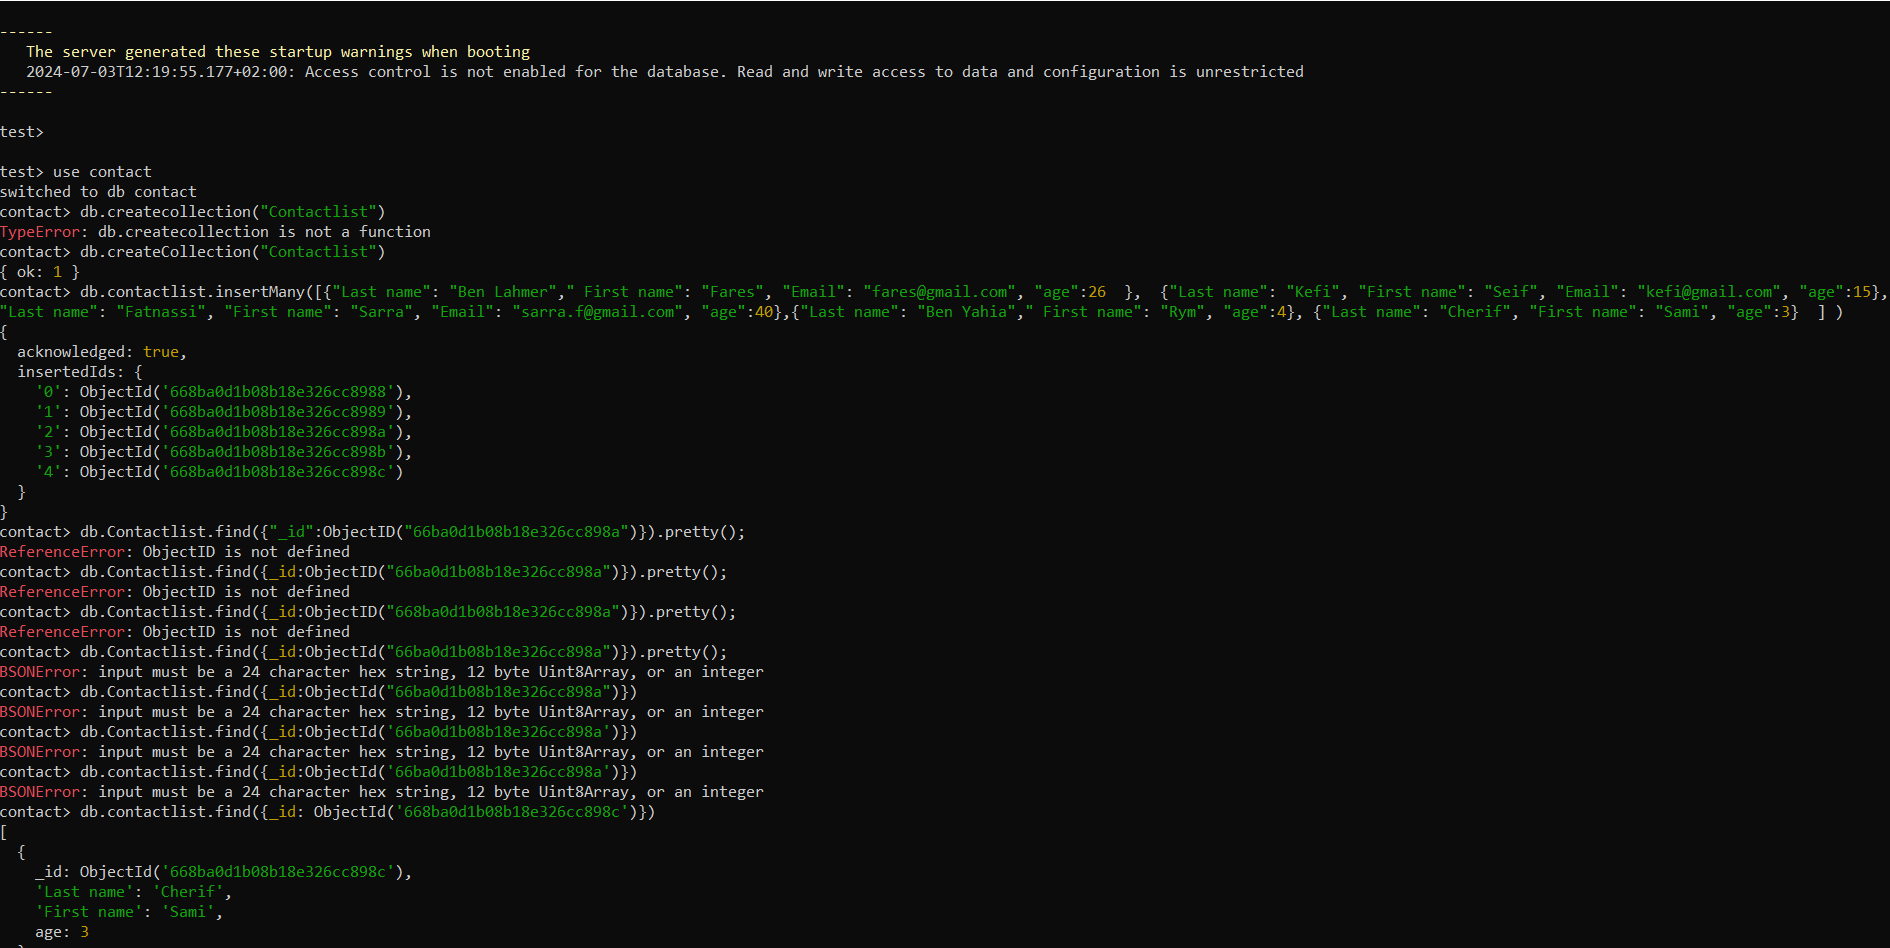 ------
   The server generated these startup warnings when booting
   2024-07-03T12:19:55.177+02:00: Access control is not enabled for the database. Read and write access to data and configuration is unrestricted
------
test>
test> use contact
switched to db contact
contact> db.createcollection("Contactlist")
TypeError: db.createcollection is not a function
contact> db.createCollection("Contactlist")
{ ok: 1 }
contact> db.contactlist.insertMany([{"Last name": "Ben Lahmer"," First name": "Fares", "Email": "fares@gmail.com", "age":26  },  {"Last name": "Kefi", "First name": "Seif", "Email": "kefi@gmail.com", "age":15},
"Last name": "Fatnassi", "First name": "Sarra", "Email": "sarra.f@gmail.com", "age":40},{"Last name": "Ben Yahia"," First name": "Rym", "age":4}, {"Last name": "Cherif", "First name": "Sami", "age":3}  ] )
{
  acknowledged: true,
  insertedIds: {
    '0': ObjectId('668ba0d1b08b18e326cc8988'),
    '1': ObjectId('668ba0d1b08b18e326cc8989'),
    '2': ObjectId('668ba0d1b08b18e326cc898a'),
    '3': ObjectId('668ba0d1b08b18e326cc898b'),
    '4': ObjectId('668ba0d1b08b18e326cc898c')
  }
}
contact> db.Contactlist.find({"_id":ObjectID("66ba0d1b08b18e326cc898a")}).pretty();
ReferenceError: ObjectID is not defined
contact> db.Contactlist.find({_id:ObjectID("66ba0d1b08b18e326cc898a")}).pretty();
ReferenceError: ObjectID is not defined
contact> db.Contactlist.find({_id:ObjectID("668ba0d1b08b18e326cc898a")}).pretty();
ReferenceError: ObjectID is not defined
contact> db.Contactlist.find({_id:ObjectId("66ba0d1b08b18e326cc898a")}).pretty();
BSONError: input must be a 24 character hex string, 12 byte Uint8Array, or an integer
contact> db.Contactlist.find({_id:ObjectId("66ba0d1b08b18e326cc898a")})
BSONError: input must be a 24 character hex string, 12 byte Uint8Array, or an integer
contact> db.Contactlist.find({_id:ObjectId('66ba0d1b08b18e326cc898a')})
BSONError: input must be a 24 character hex string, 12 byte Uint8Array, or an integer
contact> db.contactlist.find({_id:ObjectId('66ba0d1b08b18e326cc898a')})
BSONError: input must be a 24 character hex string, 12 byte Uint8Array, or an integer
contact> db.contactlist.find({_id: ObjectId('668ba0d1b08b18e326cc898c')})
[
  {
    _id: ObjectId('668ba0d1b08b18e326cc898c'),
    'Last name': 'Cherif',
    'First name': 'Sami',
    age: 3